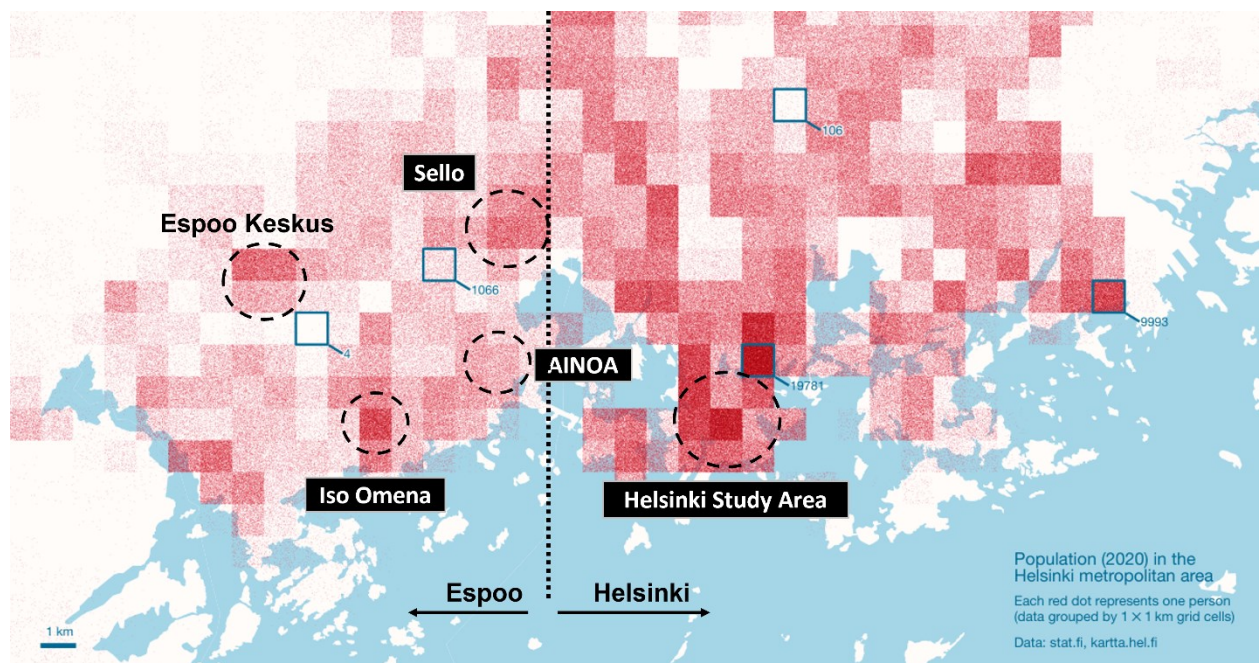 106
Sello
Espoo Keskus
1066
9993
4
AINOA
19781
Iso Omena
Helsinki Study Area
Population (2020) in the
Helsinki metropolitan area
Espoo
Helsinki
Each red dot represents one person
(data grouped by 1 × 1 km grid cells)
1 km
Data: stat.fi, kartta.hel.fi